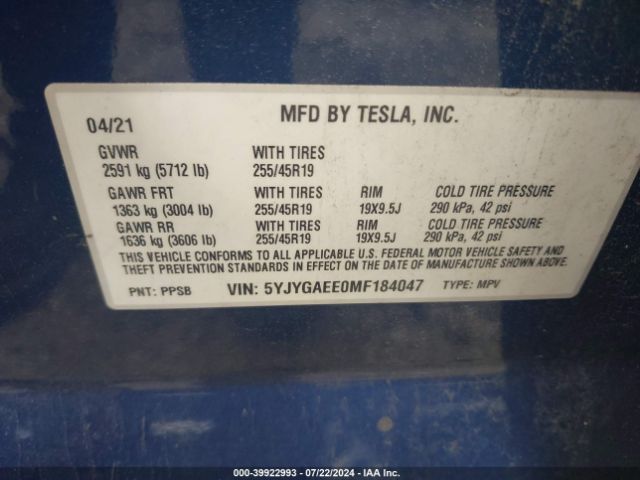 MFD BY TESLA, INC.
04/21
GVWR WITH TIRES
2591 kg (5712 lb) 255/45R19
GAWR FRT WITH TIRES RIM COLD TIRE PRESSURE
1363 kg (3004 lb) 255/45R19 19X9.5J 290 kPa, 42 psi
GAWR RR WITH TIRES RIM COLD TIRE PRESSURE
1636 kg (3606 lb) 255/45R19 19X9.5J 290 kPa, 42 psi
THIS VEHICLE CONFORMS TO ALL APPLICABLE U.S. FEDERAL MOTOR VEHICLE SAFETY AND
THEFT PREVENTION STANDARDS IN EFFECT ON THE DATE OF MANUFACTURE SHOWN ABOVE.
PNT: PPSB VIN: 5YJYGAEE0MF184047 TYPE: MPV
000-39922993 - 07/22/2024 - IAA Inc.